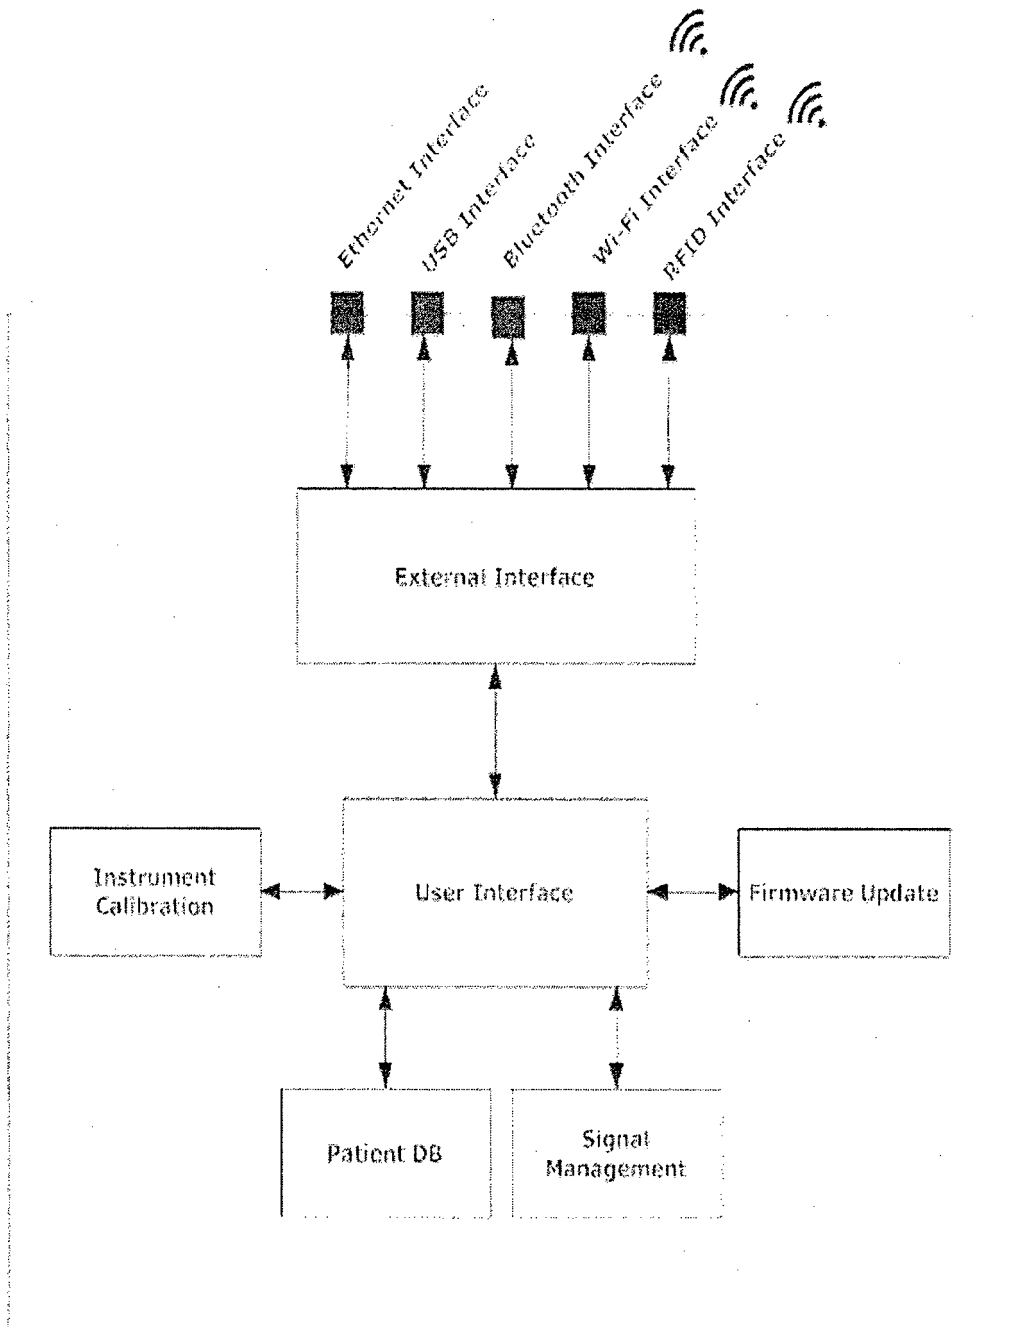 Ethernet Interface
USB Interface
Bluetooth Interface
Wi-Fi Interface
RFID Interface
External Interface
Instrument
Calibration
User Interface
Firmware Update
Patient DB
Signal
Management